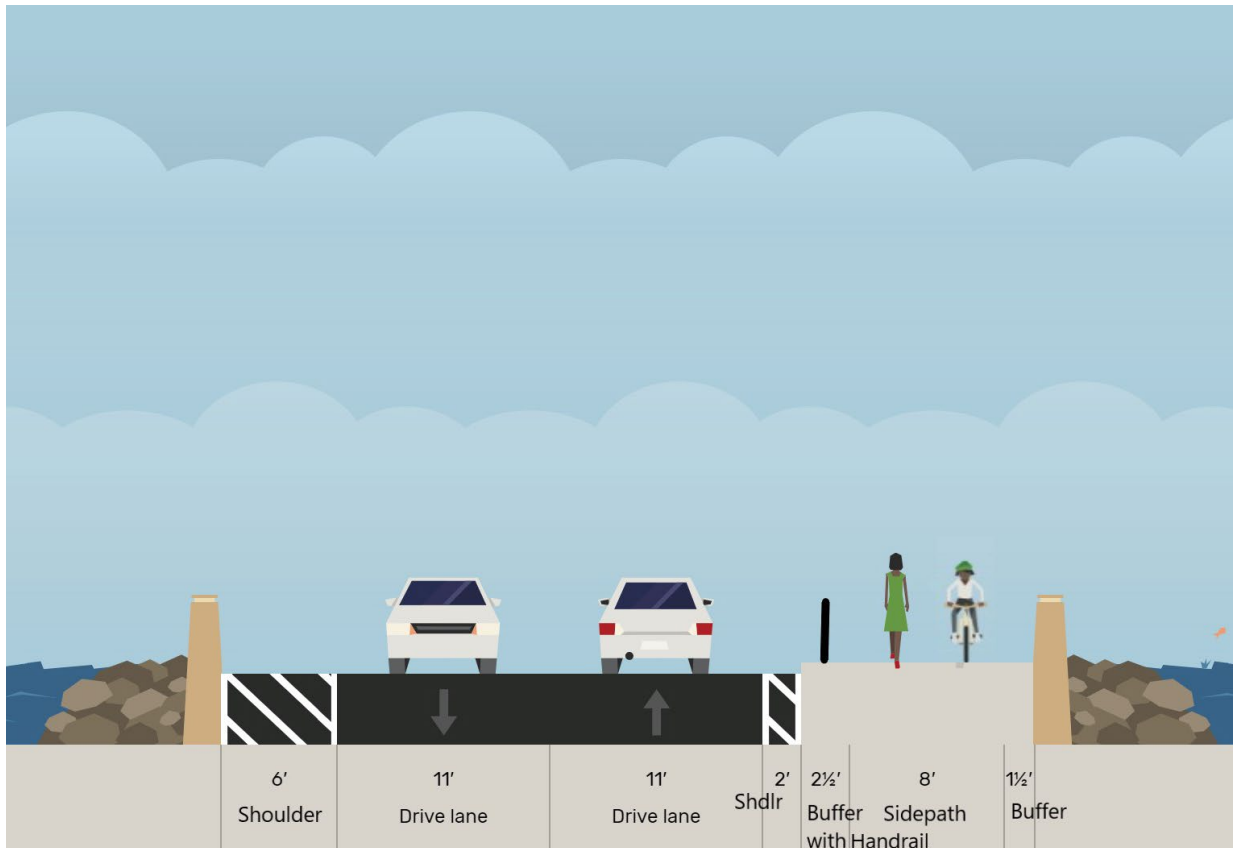 6' 11' 11' 2' 2½' 8' 1½'
Shoulder Drive lane Drive lane Shdlr Buffer Sidepath Buffer
with Handrail